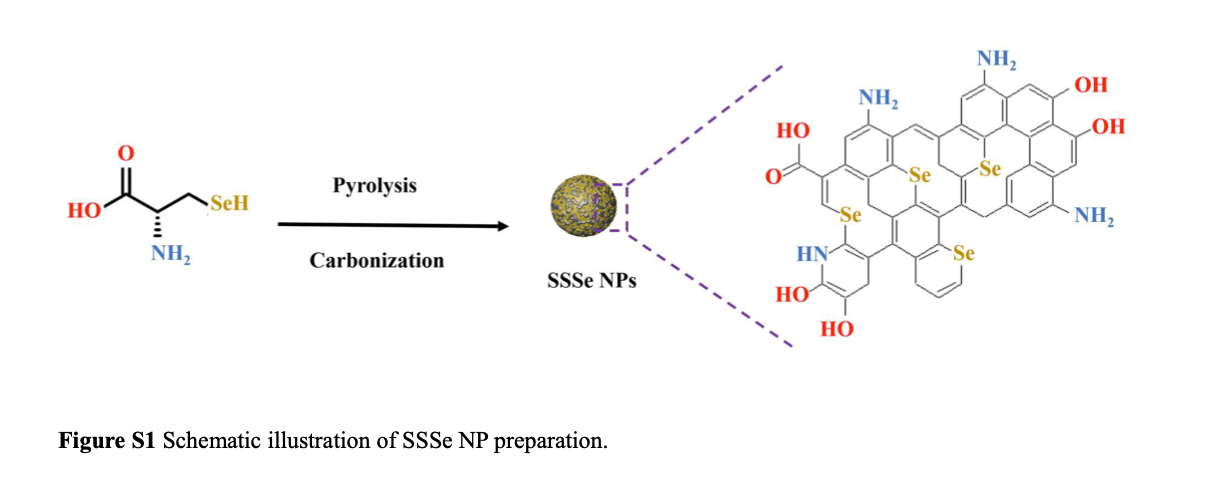 O
HO
SeH
NH₂
Pyrolysis
Carbonization
SSSe NPs
NH₂
NH₂
OH
HO
OH
O
Se
Se
Se
NH₂
HN
Se
HO
HO
Figure S1 Schematic illustration of SSSe NP preparation.